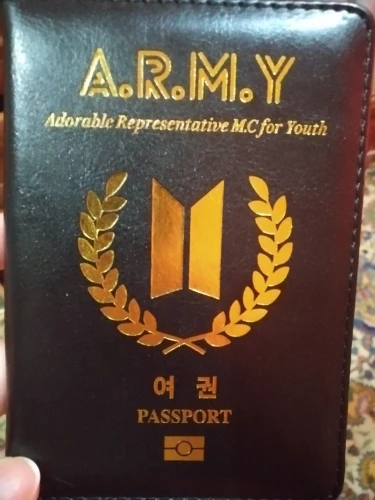 A.R.M.Y
Adorable Representative M.C for Youth
여 권
PASSPORT